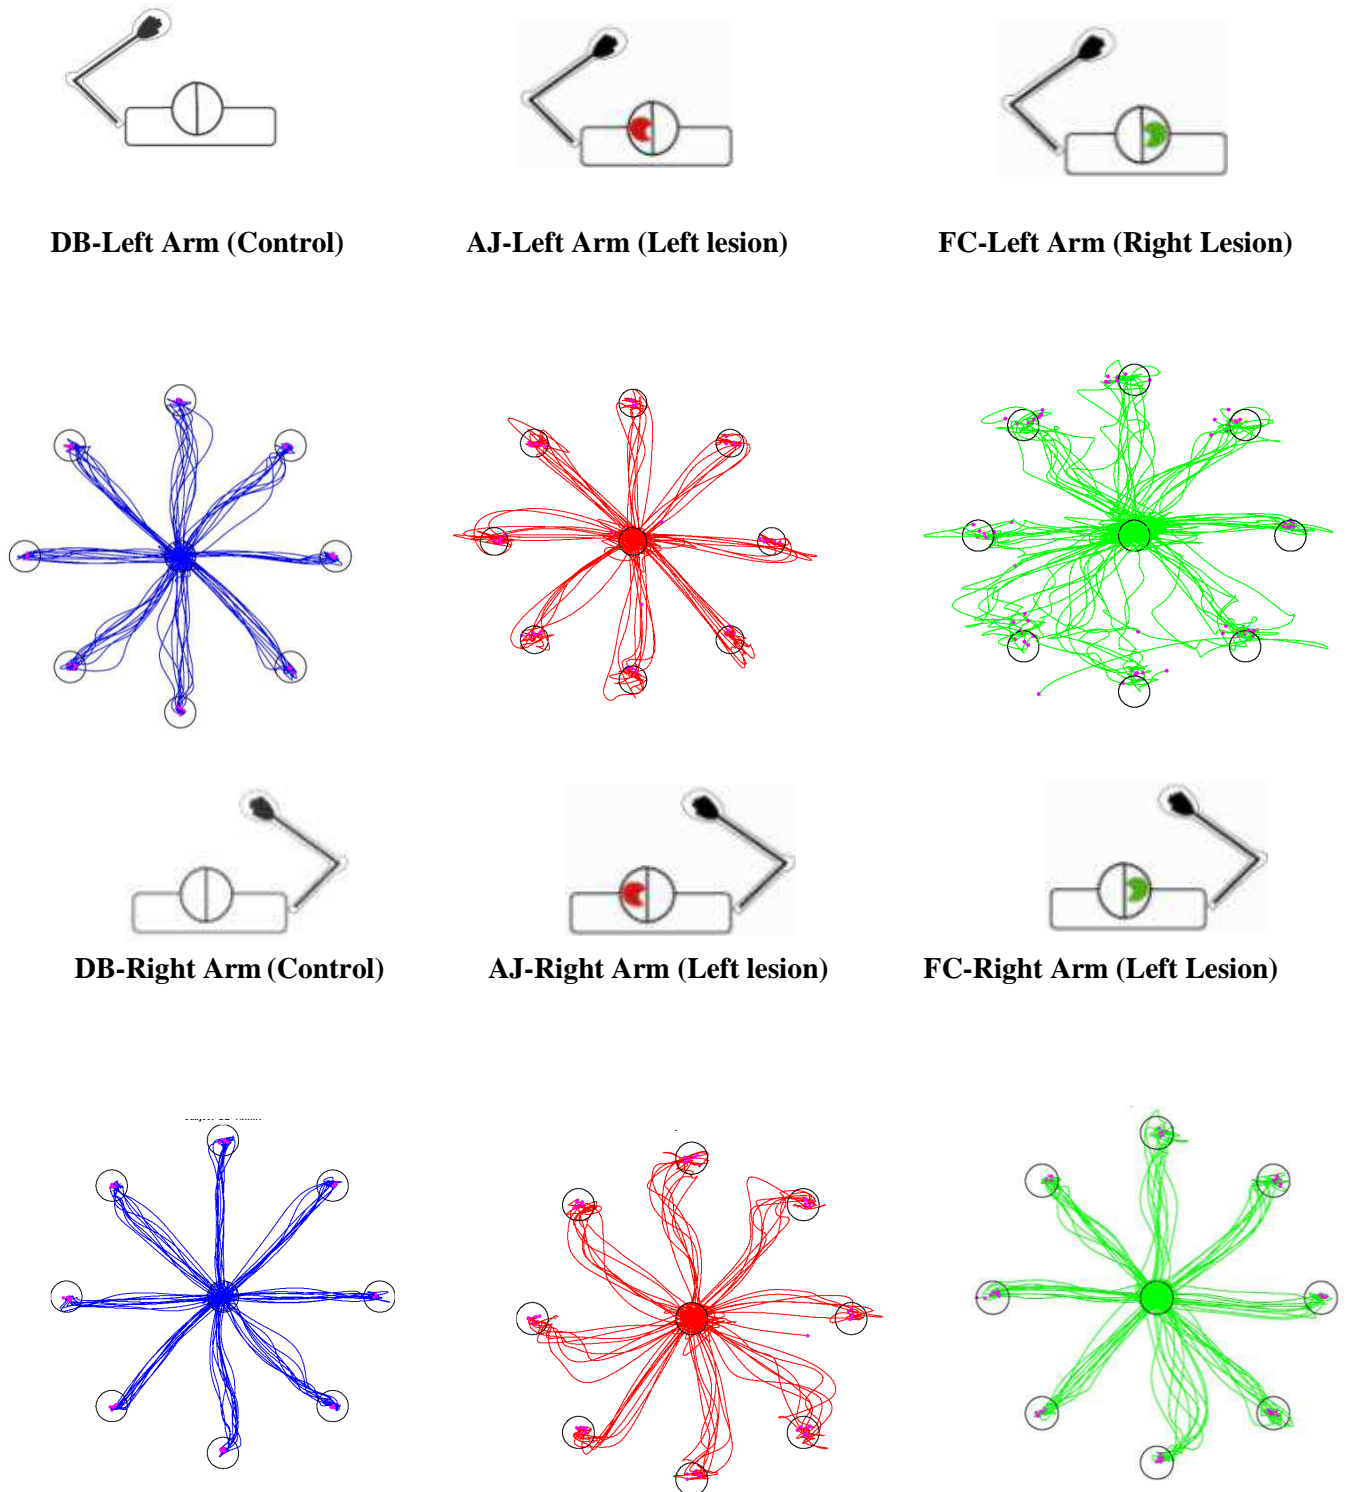 DB-Left Arm (Control)
AJ-Left Arm (Left lesion)
FC-Left Arm (Right Lesion)
DB-Right Arm (Control)
AJ-Right Arm (Left lesion)
FC-Right Arm (Left Lesion)